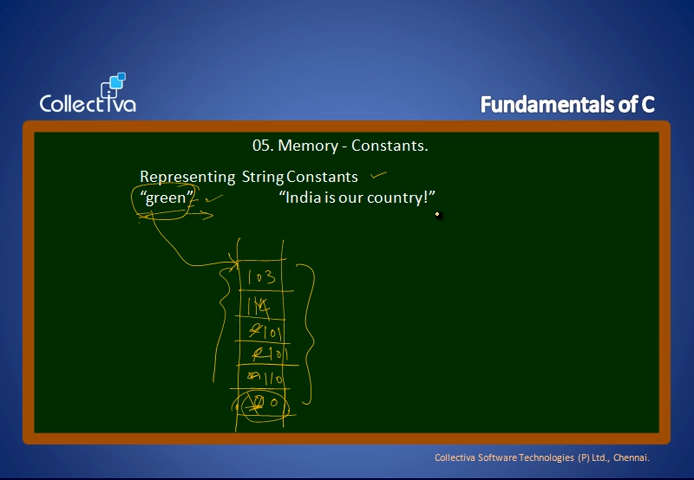 Collectiva
Fundamentals of C
05. Memory - Constants.
Representing String Constants
“green” “India is our country!”
103
114
101
101
110
0
Collectiva Software Technologies (P) Ltd., Chennai.